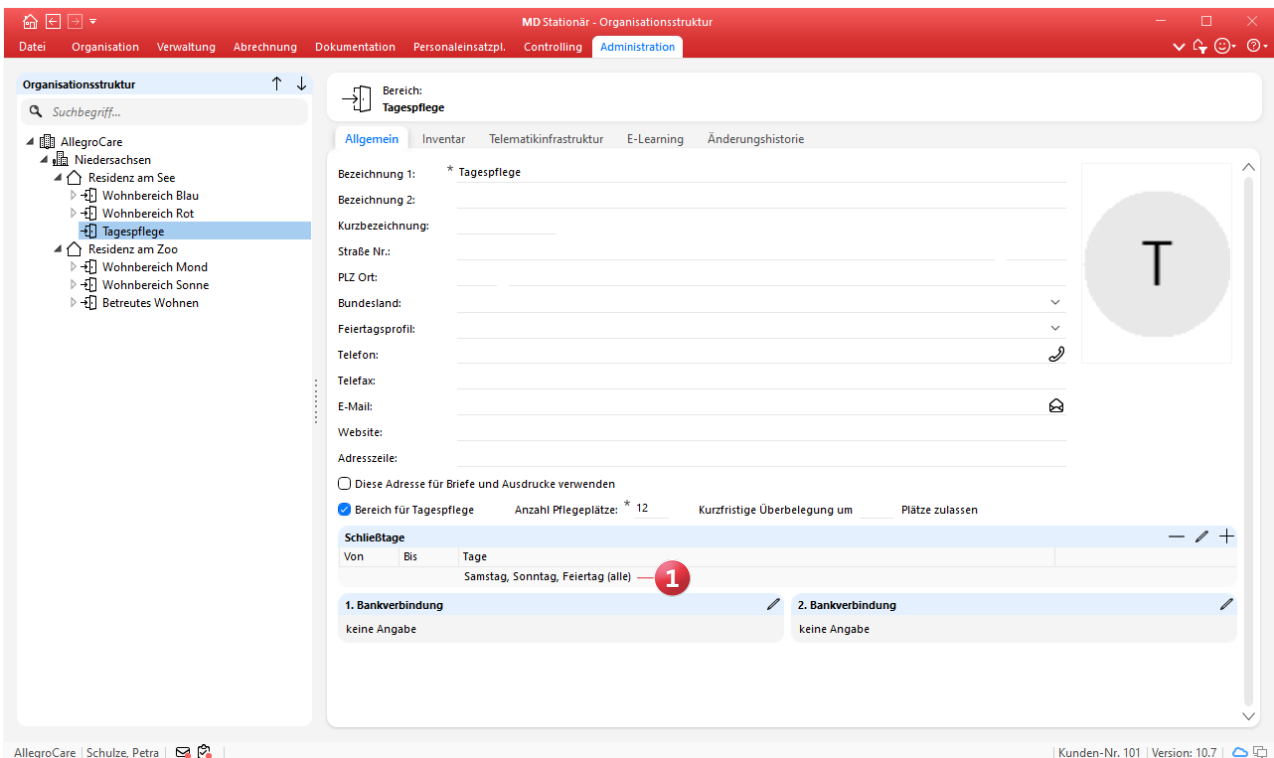 MD Stationär - Organisationsstruktur
Datei Organisation Verwaltung Abrechnung Dokumentation Personaleinsatzpl. Controlling Administration
Organisationsstruktur
Suchbegriff...
AllegroCare
Niedersachsen
Residenz am See
Wohnbereich Blau
Wohnbereich Rot
Tagespflege
Residenz am Zoo
Wohnbereich Mond
Wohnbereich Sonne
Betreutes Wohnen
Bereich:
Tagespflege
Allgemein Inventar Telematikinfrastruktur E-Learning Änderungshistorie
Bezeichnung 1: * Tagespflege
Bezeichnung 2:
Kurzbezeichnung:
Straße Nr.:
PLZ Ort:
Bundesland:
Feiertagsprofil:
Telefon:
Telefax:
E-Mail:
Website:
Adresszeile:
T
Diese Adresse für Briefe und Ausdrucke verwenden
Bereich für Tagespflege Anzahl Pflegeplätze: * 12 Kurzfristige Überbelegung um Plätze zulassen
Schließtage
Von Bis Tage
Samstag, Sonntag, Feiertag (alle) 1
1. Bankverbindung
keine Angabe
2. Bankverbindung
keine Angabe
AllegroCare | Schulze, Petra |
| Kunden-Nr. 101 | Version: 10.7 |